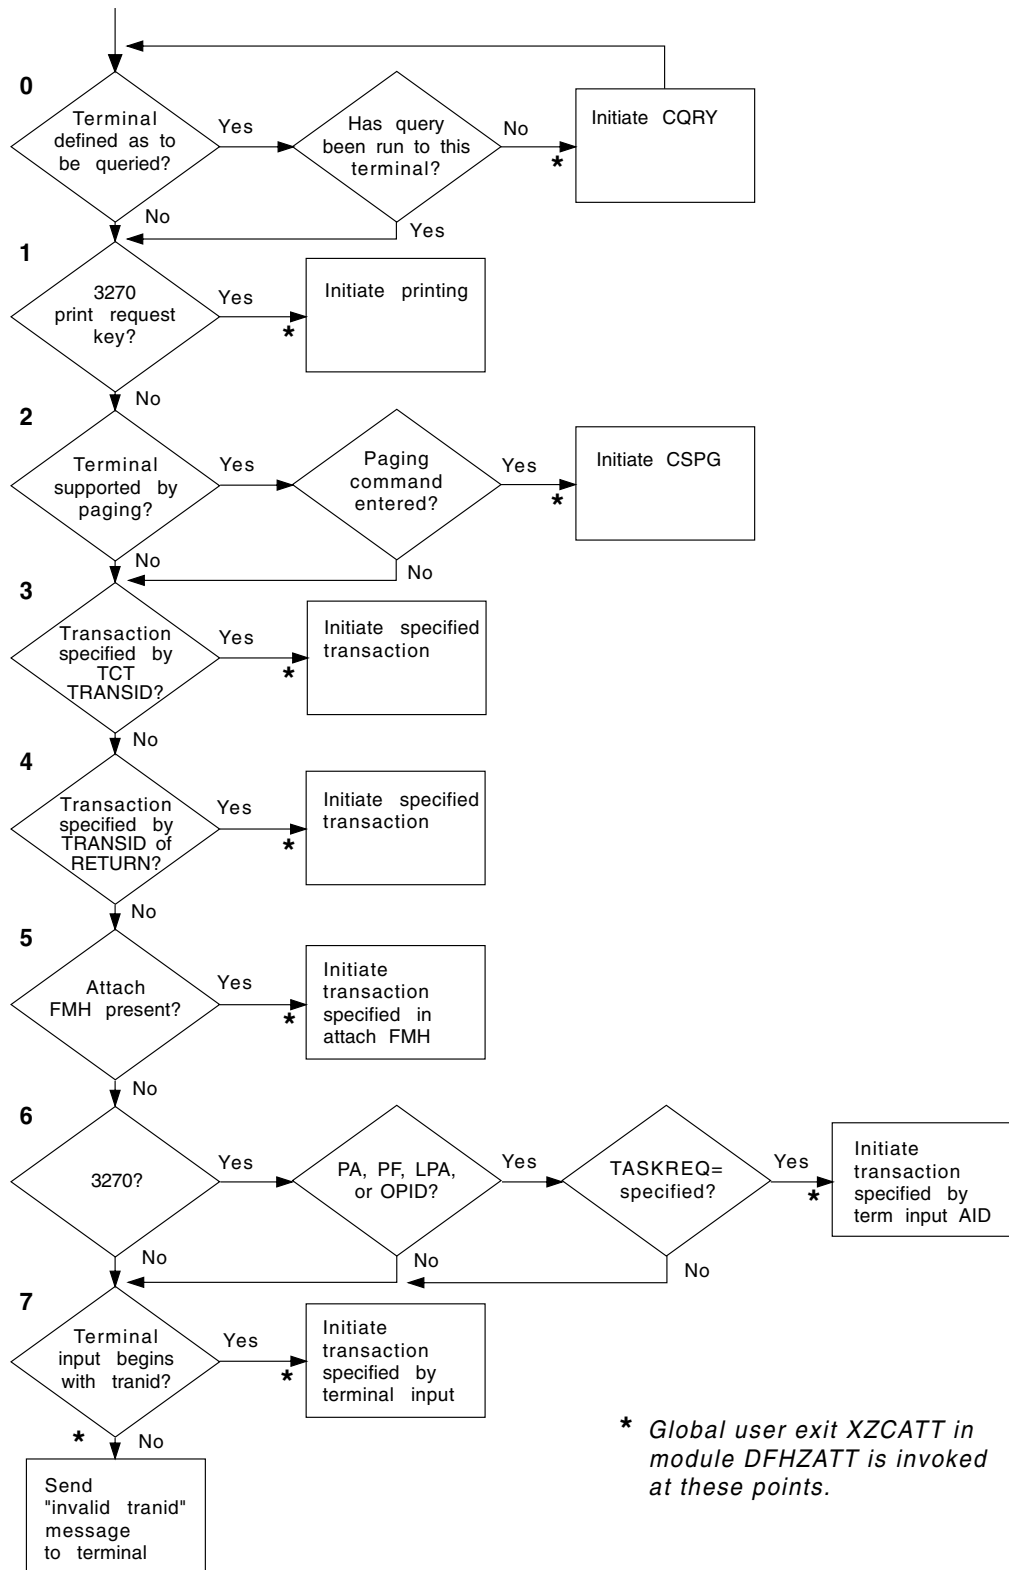 0
Terminal
defined as to
be queried?
Yes
Has query
been run to this
terminal?
No
*
Initiate CQRY
No
Yes
1
3270
print request
key?
Yes
*
Initiate printing
No
2
Terminal
supported by
paging?
Yes
Paging
command
entered?
Yes
*
Initiate CSPG
No
No
3
Transaction
specified by
TCT
TRANSID?
Yes
*
Initiate specified
transaction
No
4
Transaction
specified by
TRANSID of
RETURN?
Yes
*
Initiate specified
transaction
No
5
Attach
FMH present?
Yes
*
Initiate
transaction
specified in
attach FMH
No
6
3270?
Yes
PA, PF, LPA,
or OPID?
Yes
TASKREQ=
specified?
Yes
*
Initiate
transaction
specified by
term input AID
No
No
No
7
Terminal
input begins
with tranid?
Yes
*
Initiate
transaction
specified by
terminal input
*
No
Send
"invalid tranid"
message
to terminal
* Global user exit XZCATT in
module DFHZATT is invoked
at these points.